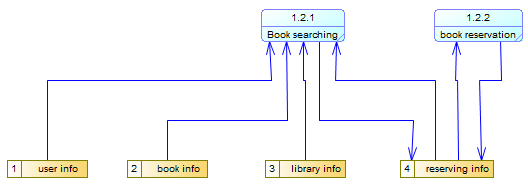 1.2.1
Book searching
1.2.2
book reservation
1 user info
2 book info
3 library info
4 reserving info